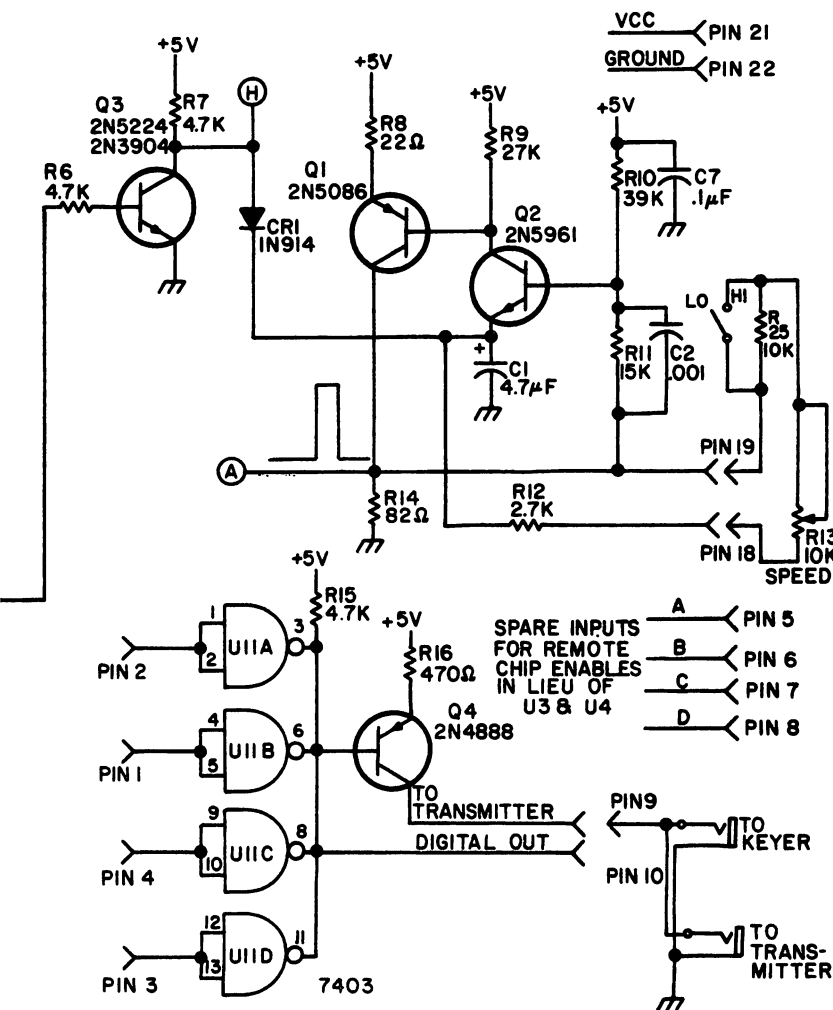 VCC
PIN 21
GROUND
PIN 22
+5V
Q3
2N5224
2N3904
R7
4.7K
H
R6
4.7K
CR1
1N914
+5V
R8
22Ω
Q1
2N5086
+5V
R9
27K
Q2
2N5961
+5V
R10
39K
C7
.1µF
+
C1
4.7µF
R11
15K
C2
.001
LO
HI
R
25
10K
PIN 19
A
R14
82Ω
R12
2.7K
PIN 18
R13
10K
SPEED
+5V
R15
4.7K
+5V
R16
470Ω
Q4
2N4888
PIN 2
1
2
U11A
3
PIN 1
4
5
U11B
6
PIN 4
9
10
U11C
8
PIN 3
12
13
U11D
11
7403
TO
TRANSMITTER
DIGITAL OUT
SPARE INPUTS
FOR REMOTE
CHIP ENABLES
IN LIEU OF
U3 & U4
A
PIN 5
B
PIN 6
C
PIN 7
D
PIN 8
PIN9
PIN 10
TO
KEYER
TO
TRANS-
MITTER